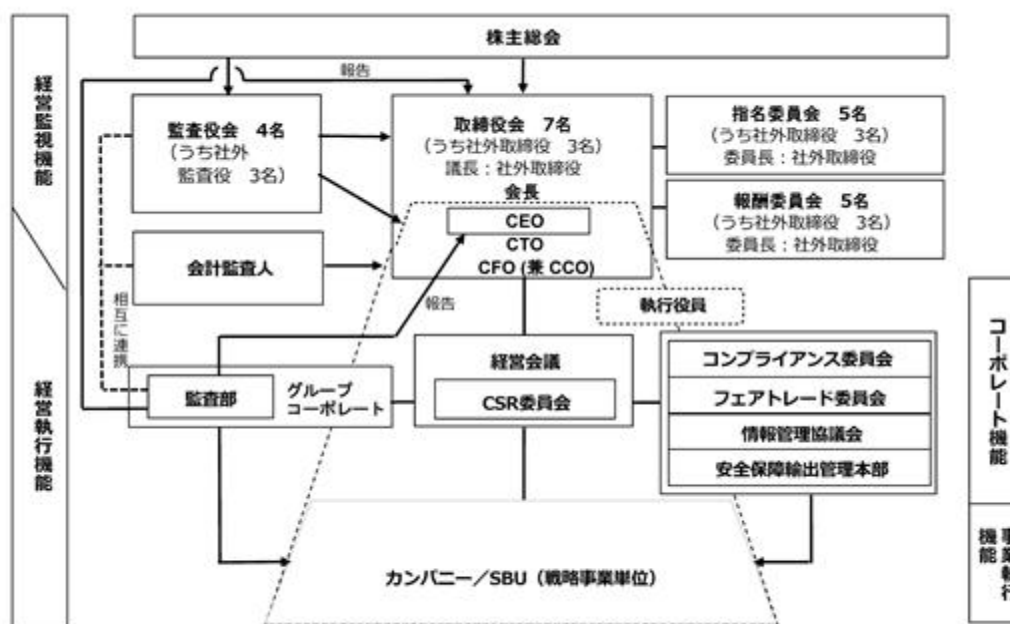 株主総会
報告
経営監視機能
監査役会 4名
（うち社外
監査役 3名）
取締役会 7名
（うち社外取締役 3名）
議長：社外取締役
会長
CEO
CTO
CFO (兼 CCO)
指名委員会 5名
（うち社外取締役 3名）
委員長：社外取締役
報酬委員会 5名
（うち社外取締役 3名）
委員長：社外取締役
会計監査人
相互に連携
報告
執行役員
経営執行機能
監査部
グループ
コーポレート
経営会議
CSR委員会
コンプライアンス委員会
フェアトレード委員会
情報管理協議会
安全保障輸出管理本部
コーポレート機能
カンパニー／SBU（戦略事業単位）
事業執行
機能